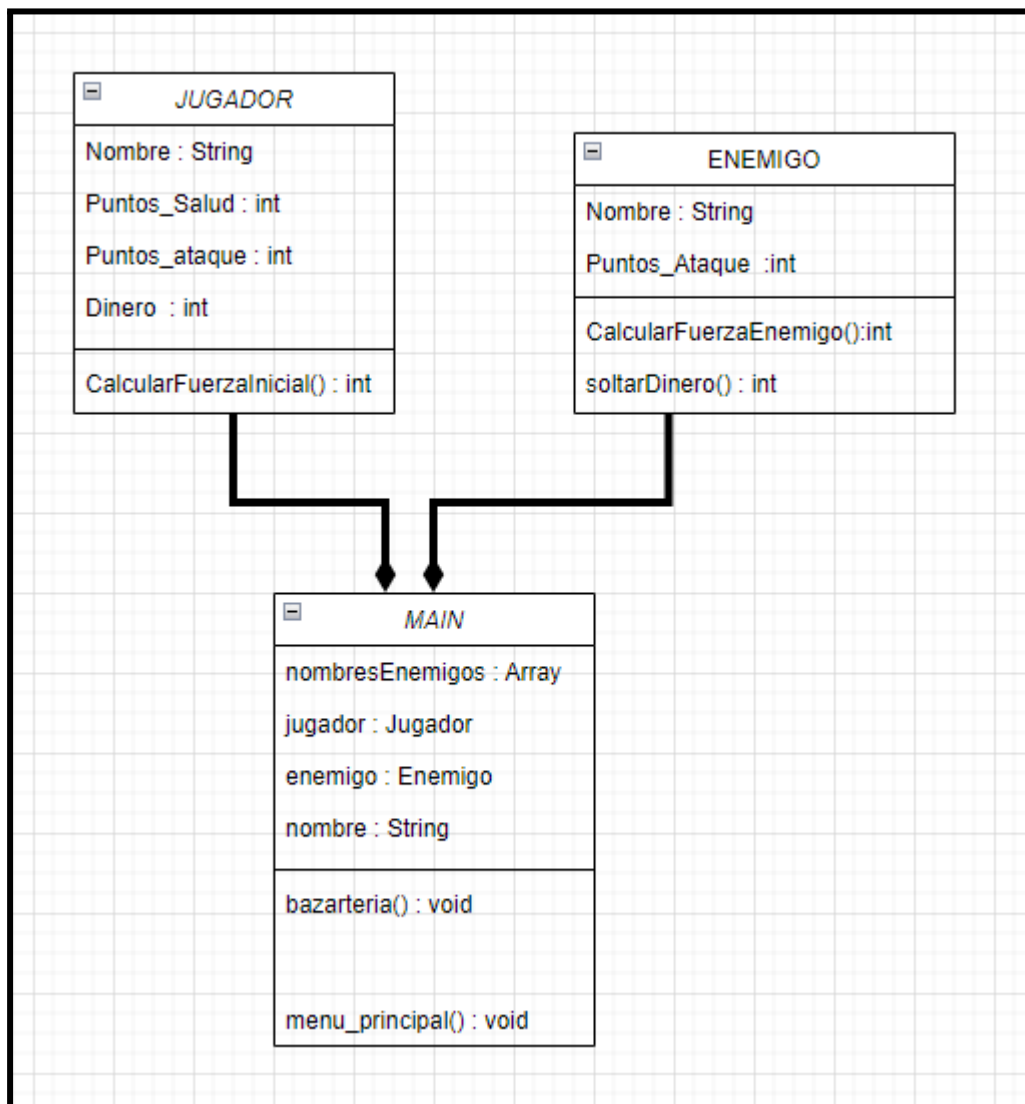 JUGADOR
Nombre : String
Puntos_Salud : int
Puntos_ataque : int
Dinero : int
CalcularFuerzaInicial() : int
ENEMIGO
Nombre : String
Puntos_Ataque :int
CalcularFuerzaEnemigo():int
soltarDinero() : int
MAIN
nombresEnemigos : Array
jugador : Jugador
enemigo : Enemigo
nombre : String
bazarteria() : void
menu_principal() : void